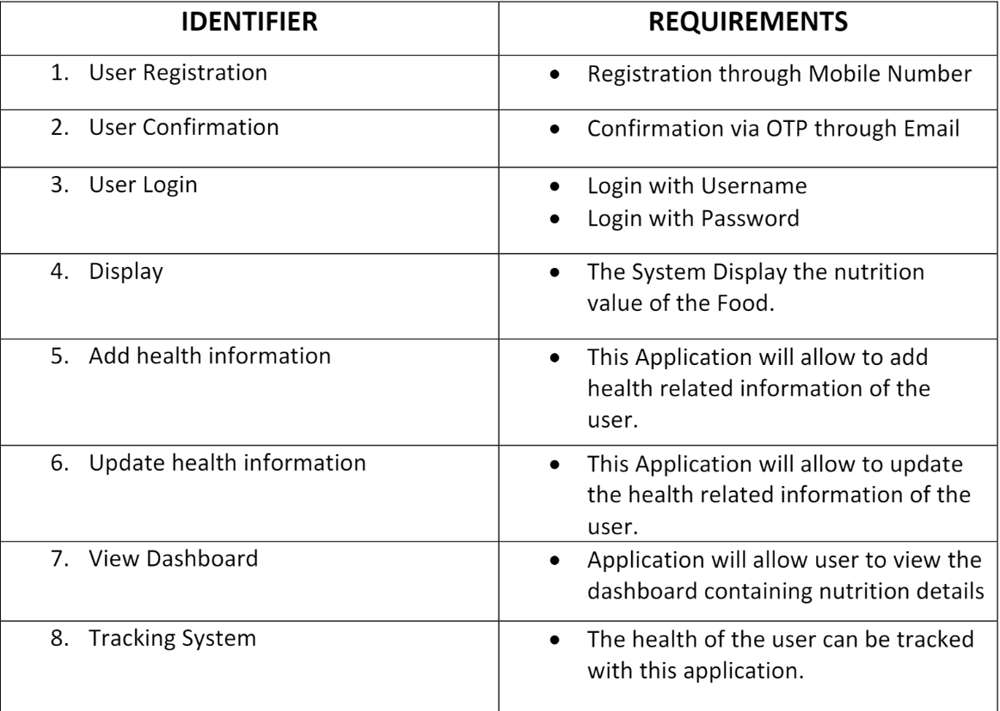 IDENTIFIER
REQUIREMENTS
1. User Registration
• Registration through Mobile Number
2. User Confirmation
• Confirmation via OTP through Email
3. User Login
• Login with Username
• Login with Password
4. Display
• The System Display the nutrition
value of the Food.
5. Add health information
• This Application will allow to add
health related information of the
user.
6. Update health information
• This Application will allow to update
the health related information of the
user.
7. View Dashboard
• Application will allow user to view the
dashboard containing nutrition details
8. Tracking System
• The health of the user can be tracked
with this application.